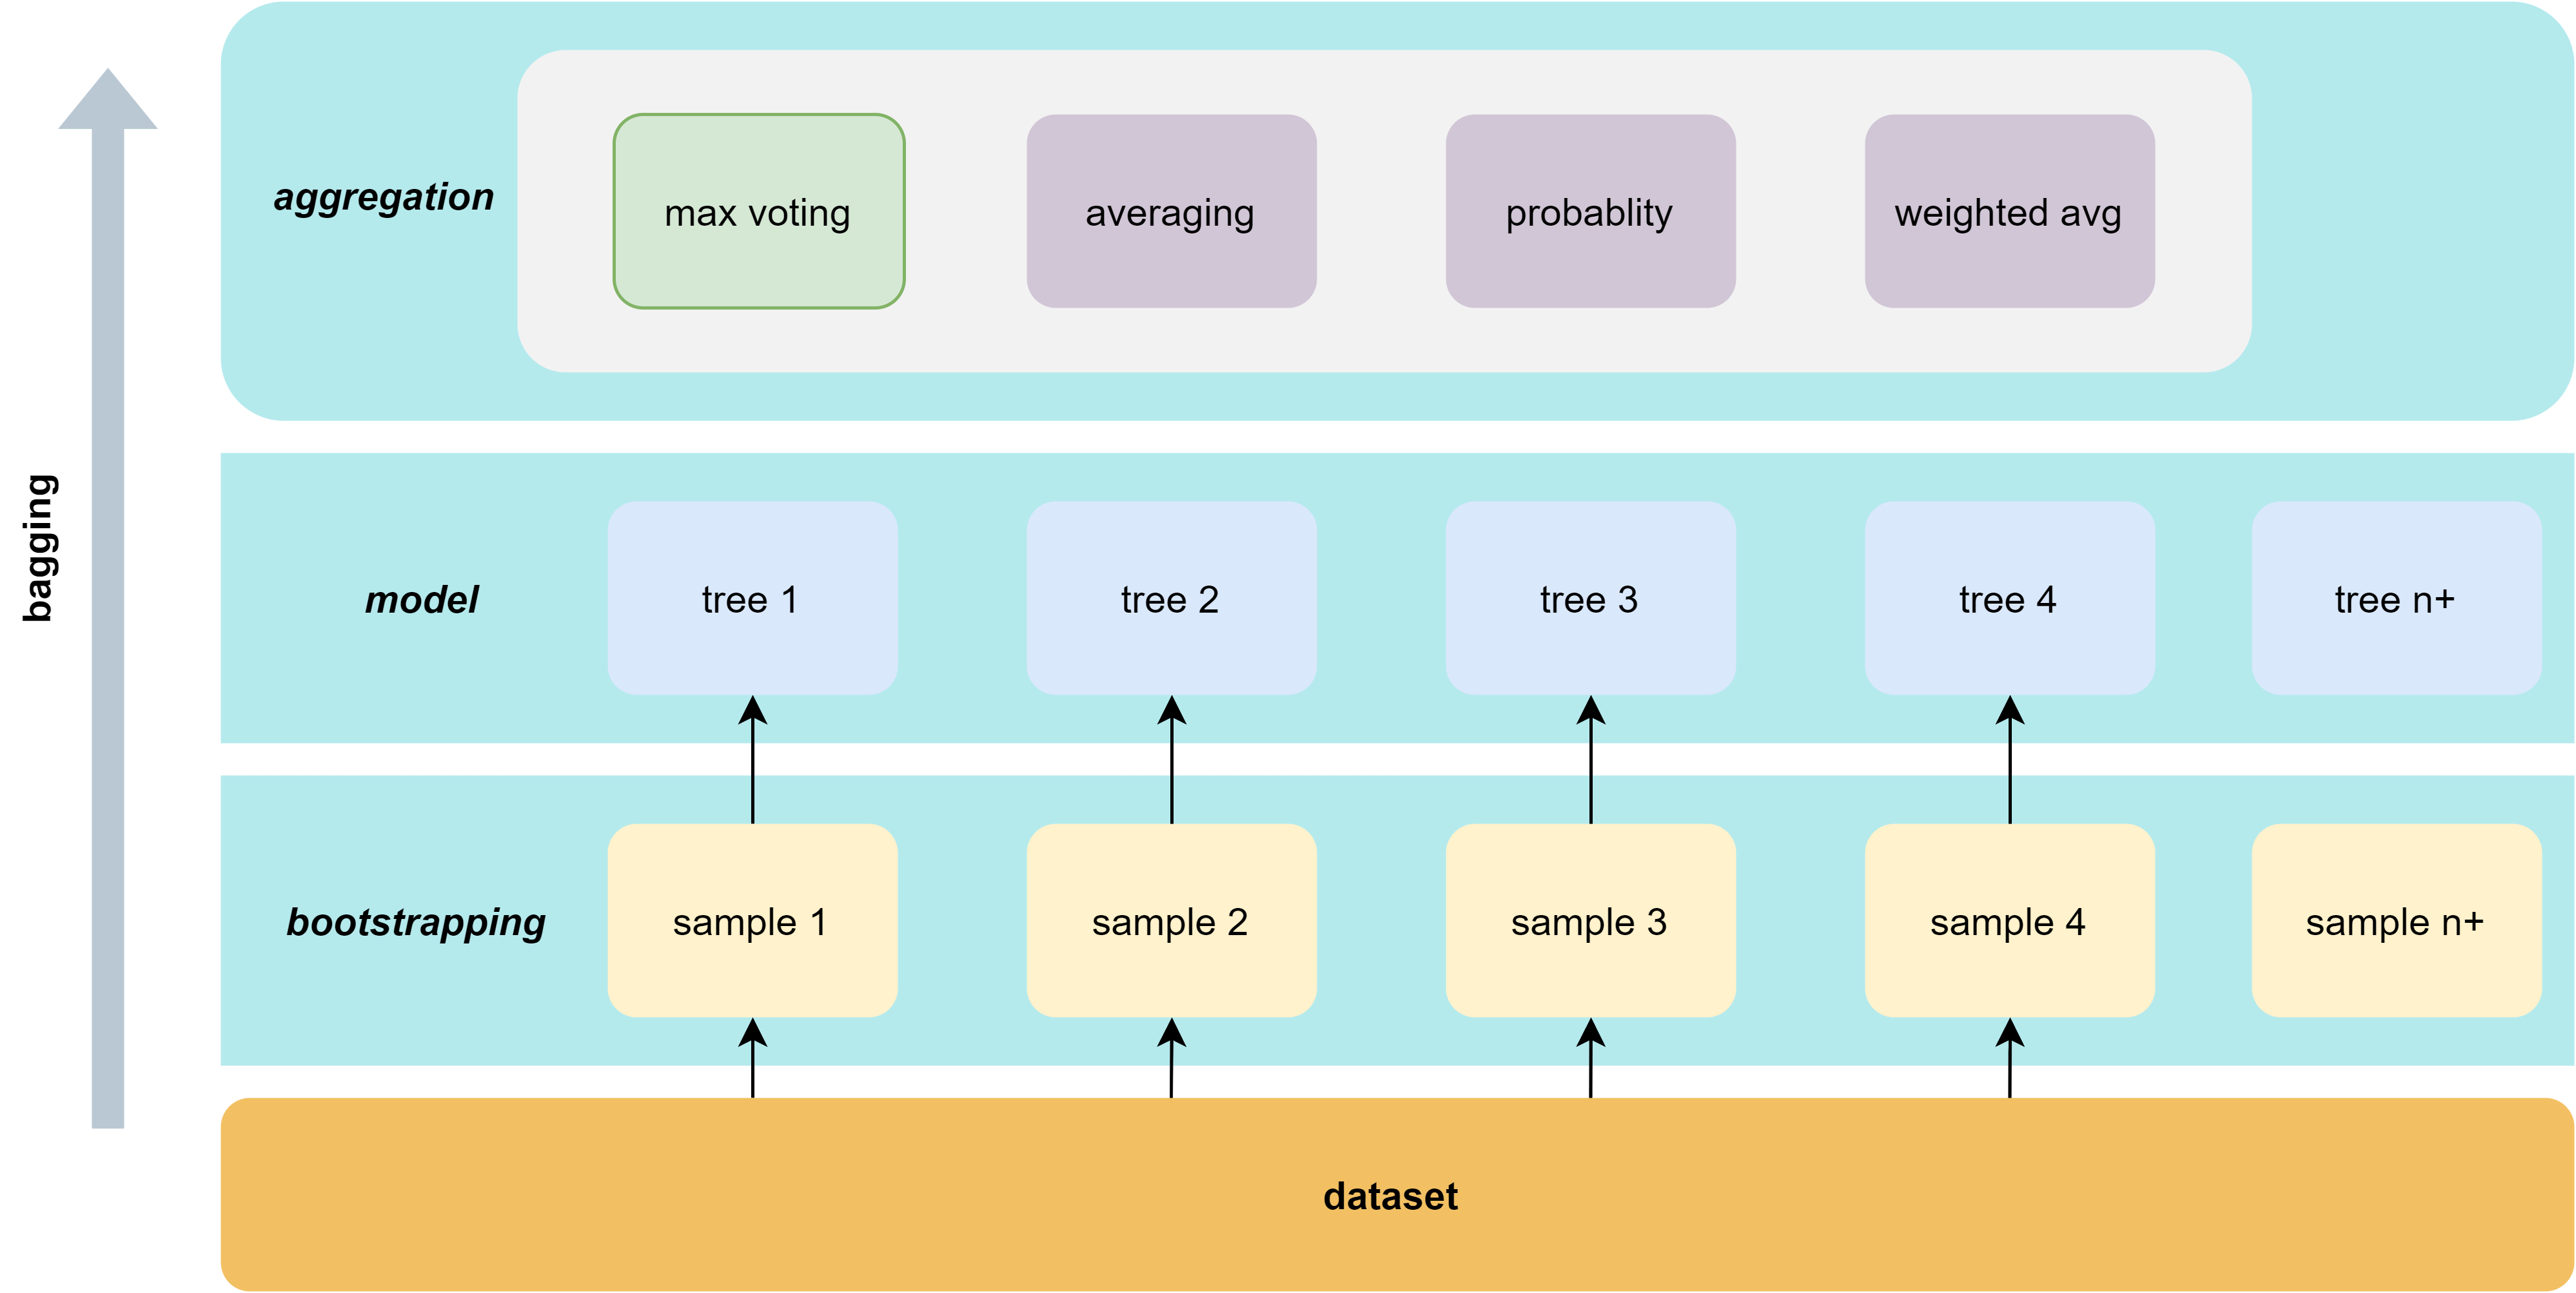 bagging
aggregation
max voting
averaging
probablity
weighted avg
model
tree 1
tree 2
tree 3
tree 4
tree n+
bootstrapping
sample 1
sample 2
sample 3
sample 4
sample n+
dataset